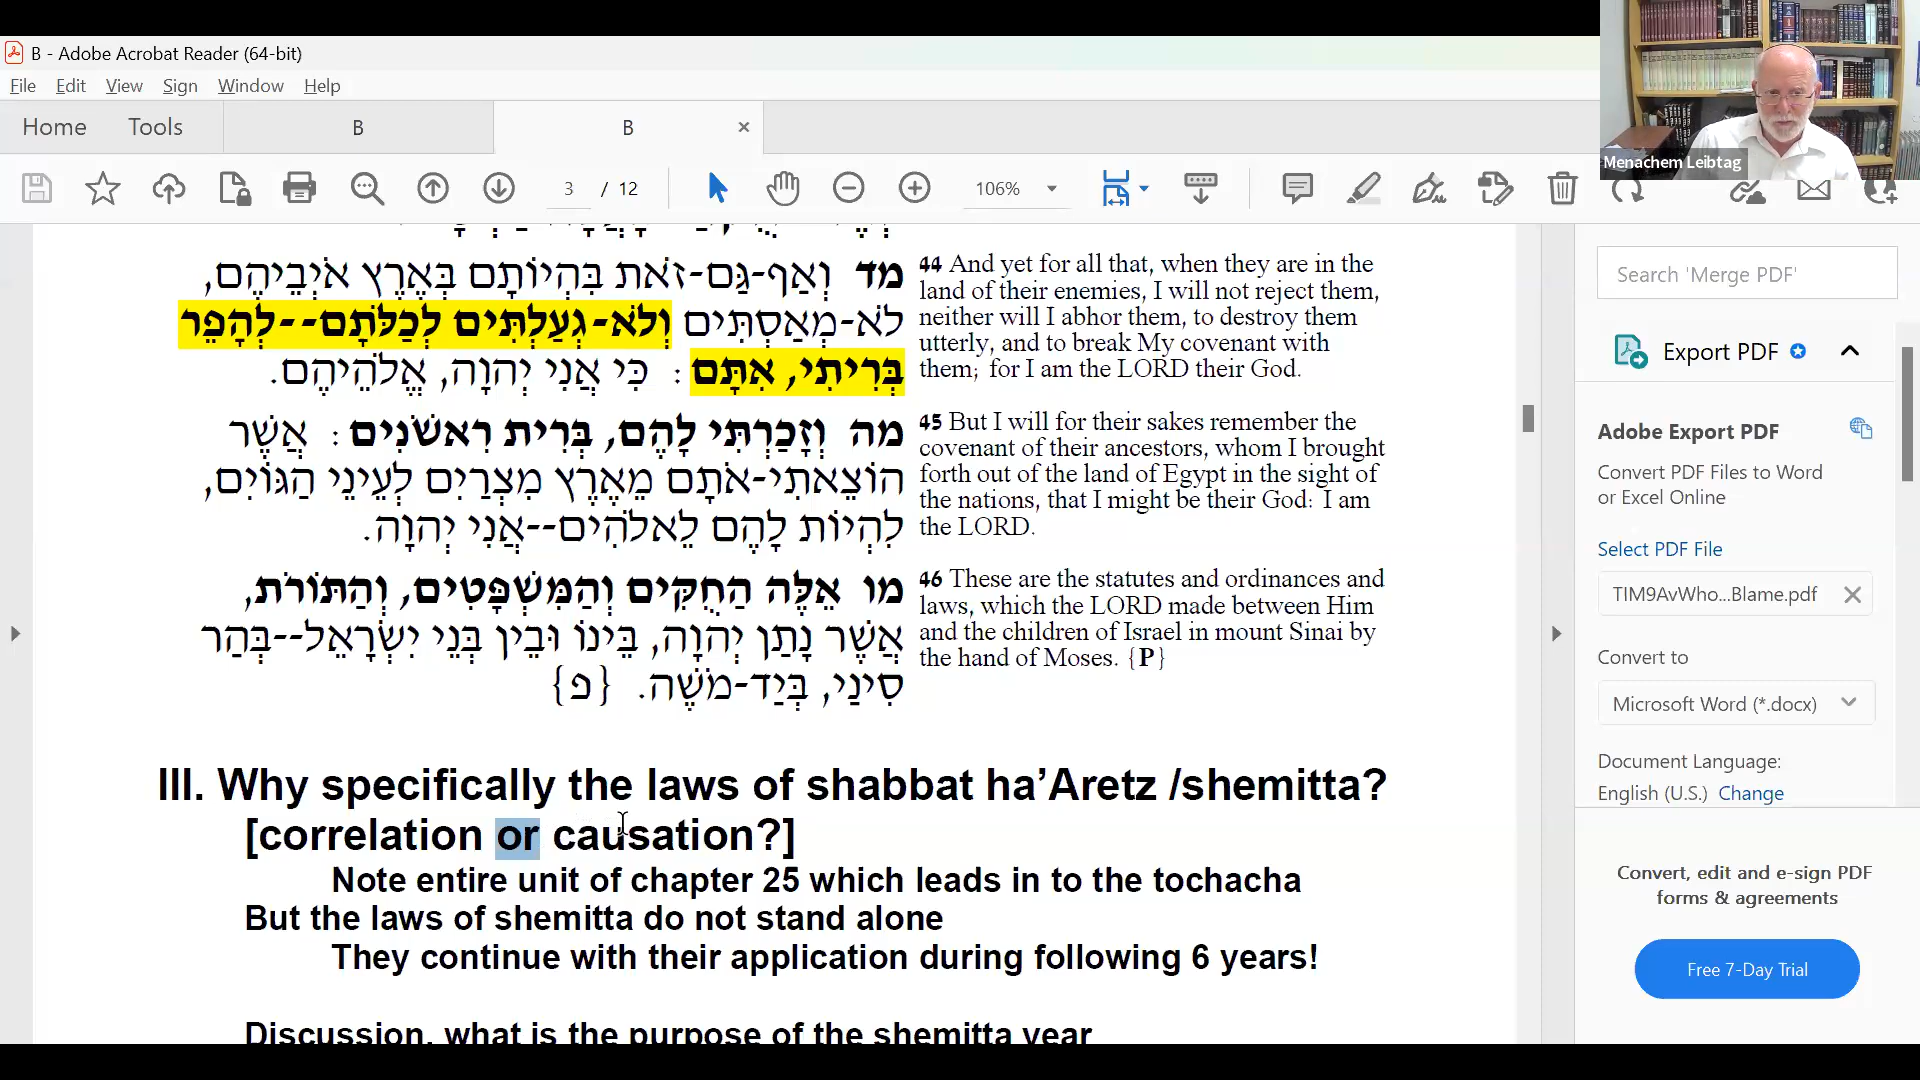 B - Adobe Acrobat Reader (64-bit)
File Edit View Sign Window Help
Home Tools B B ×
3 / 12 106%
Menachem Leibtag
מד וְאַף-גַּם-זֹאת בִּהְיוֹתָם בְּאֶרֶץ אֹיְבֵיהֶם,
לֹא-מְאַסְתִּים וְלֹא-גְעַלְתִּים לְכַלֹּתָם--לְהָפֵר
בְּרִיתִי, אִתָּם: כִּי אֲנִי יְהוָה, אֱלֹהֵיהֶם.
44 And yet for all that, when they are in the
land of their enemies, I will not reject them,
neither will I abhor them, to destroy them
utterly, and to break My covenant with
them; for I am the LORD their God.
מה וְזָכַרְתִּי לָהֶם, בְּרִית רִאשֹׁנִים: אֲשֶׁר
הוֹצֵאתִי-אֹתָם מֵאֶרֶץ מִצְרַיִם לְעֵינֵי הַגּוֹיִם,
לִהְיוֹת לָהֶם לֵאלֹהִים--אֲנִי יְהוָה.
45 But I will for their sakes remember the
covenant of their ancestors, whom I brought
forth out of the land of Egypt in the sight of
the nations, that I might be their God: I am
the LORD.
מו אֵלֶּה הַחֻקִּים וְהַמִּשְׁפָּטִים, וְהַתּוֹרֹת,
אֲשֶׁר נָתַן יְהוָה, בֵּינוֹ וּבֵין בְּנֵי יִשְׂרָאֵל--בְּהַר
סִינַי, בְּיַד-מֹשֶׁה. {פ}
46 These are the statutes and ordinances and
laws, which the LORD made between Him
and the children of Israel in mount Sinai by
the hand of Moses. {P}
III. Why specifically the laws of shabbat ha’Aretz /shemitta?
[correlation or causation?]
Note entire unit of chapter 25 which leads in to the tochacha
But the laws of shemitta do not stand alone
They continue with their application during following 6 years!
Discussion, what is the purpose of the shemitta year
Search 'Merge PDF'
Export PDF
Adobe Export PDF
Convert PDF Files to Word
or Excel Online
Select PDF File
TIM9AvWho...Blame.pdf
Convert to
Microsoft Word (*.docx)
Document Language:
English (U.S.) Change
Convert, edit and e-sign PDF
forms & agreements
Free 7-Day Trial